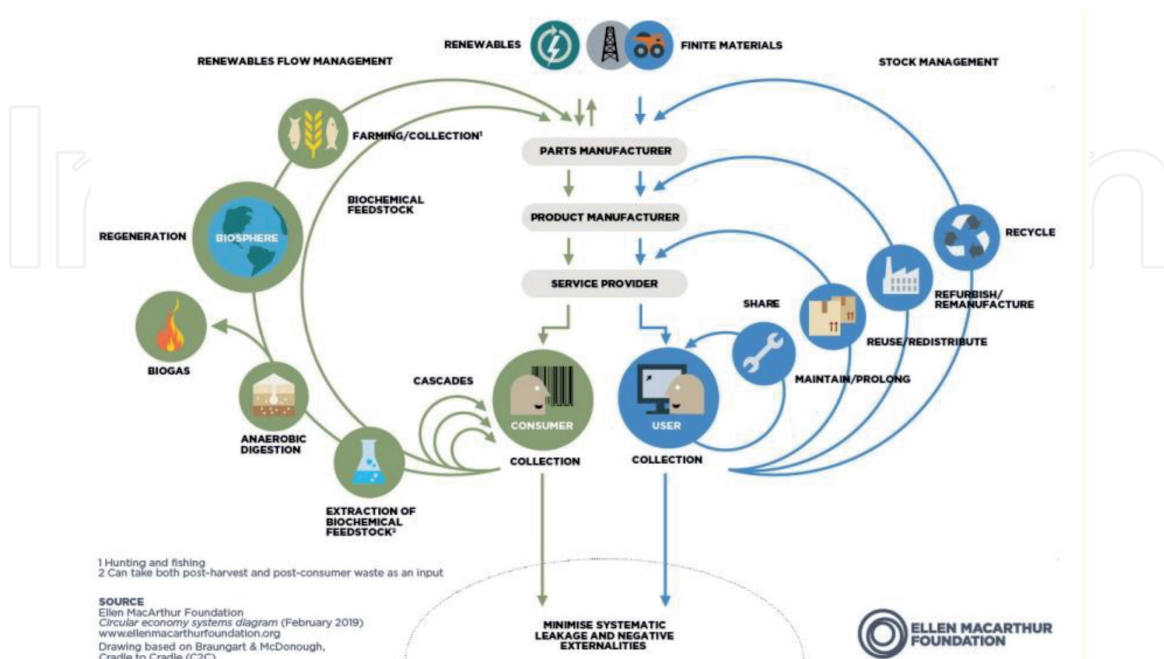 RENEWABLES
FINITE MATERIALS
RENEWABLES FLOW MANAGEMENT
STOCK MANAGEMENT
FARMING/COLLECTION¹
PARTS MANUFACTURER
BIOCHEMICAL
FEEDSTOCK
PRODUCT MANUFACTURER
REGENERATION
BIOSPHERE
RECYCLE
SERVICE PROVIDER
SHARE
REFURBISH/
REMANUFACTURE
REUSE/REDISTRIBUTE
BIOGAS
MAINTAIN/PROLONG
CASCADES
CONSUMER
USER
ANAEROBIC
DIGESTION
COLLECTION
COLLECTION
EXTRACTION OF
BIOCHEMICAL
FEEDSTOCK²
1 Hunting and fishing
2 Can take both post-harvest and post-consumer waste as an input
SOURCE
Ellen MacArthur Foundation
Circular economy systems diagram (February 2019)
www.ellenmacarthurfoundation.org
Drawing based on Braungart & McDonough,
Cradle to Cradle (C2C)
MINIMISE SYSTEMATIC
LEAKAGE AND NEGATIVE
EXTERNALITIES
ELLEN MACARTHUR
FOUNDATION